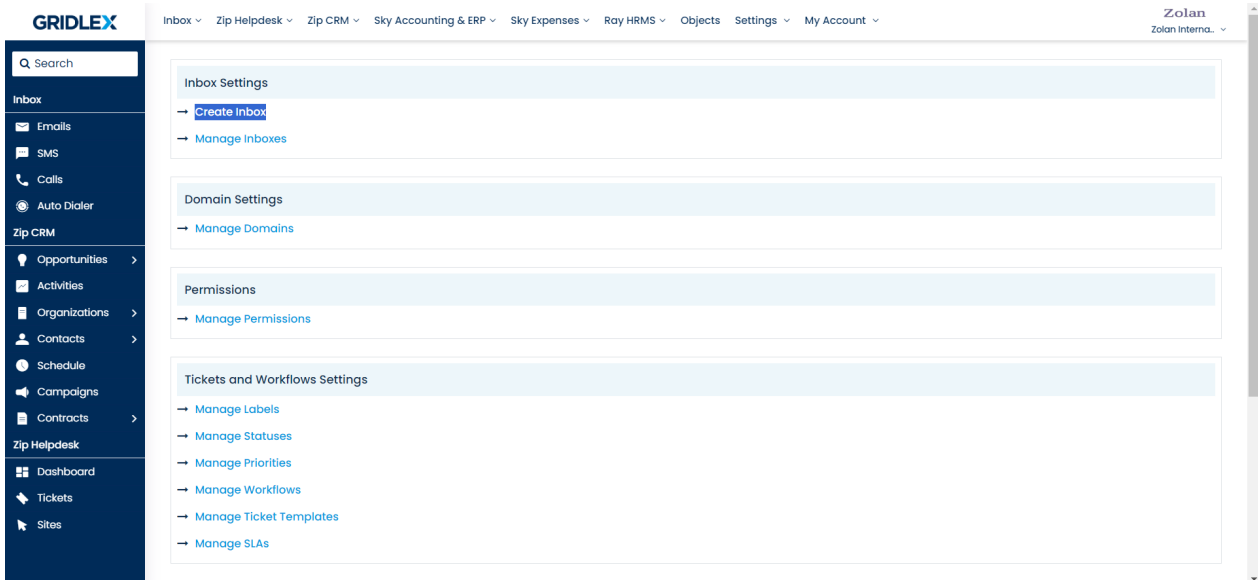 GRIDLEX
Inbox Zip Helpdesk Zip CRM Sky Accounting & ERP Sky Expenses Ray HRMS Objects Settings My Account
Zolan
Zolan Interna..
Search
Inbox
Emails
SMS
Calls
Auto Dialer
Zip CRM
Opportunities
Activities
Organizations
Contacts
Schedule
Campaigns
Contracts
Zip Helpdesk
Dashboard
Tickets
Sites
Inbox Settings
→ Create Inbox
→ Manage Inboxes
Domain Settings
→ Manage Domains
Permissions
→ Manage Permissions
Tickets and Workflows Settings
→ Manage Labels
→ Manage Statuses
→ Manage Priorities
→ Manage Workflows
→ Manage Ticket Templates
→ Manage SLAs